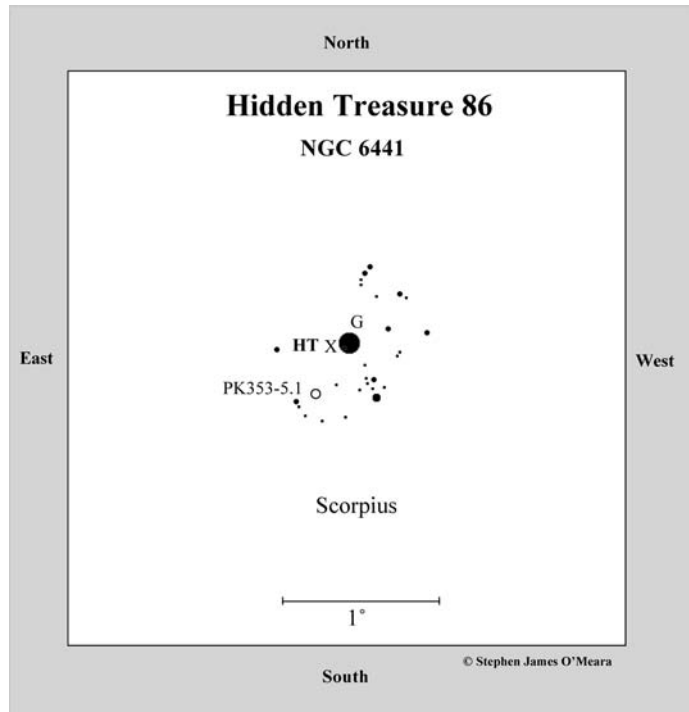 North
Hidden Treasure 86
NGC 6441
G
HT X
East
West
PK353-5.1
Scorpius
1°
© Stephen James O'Meara
South